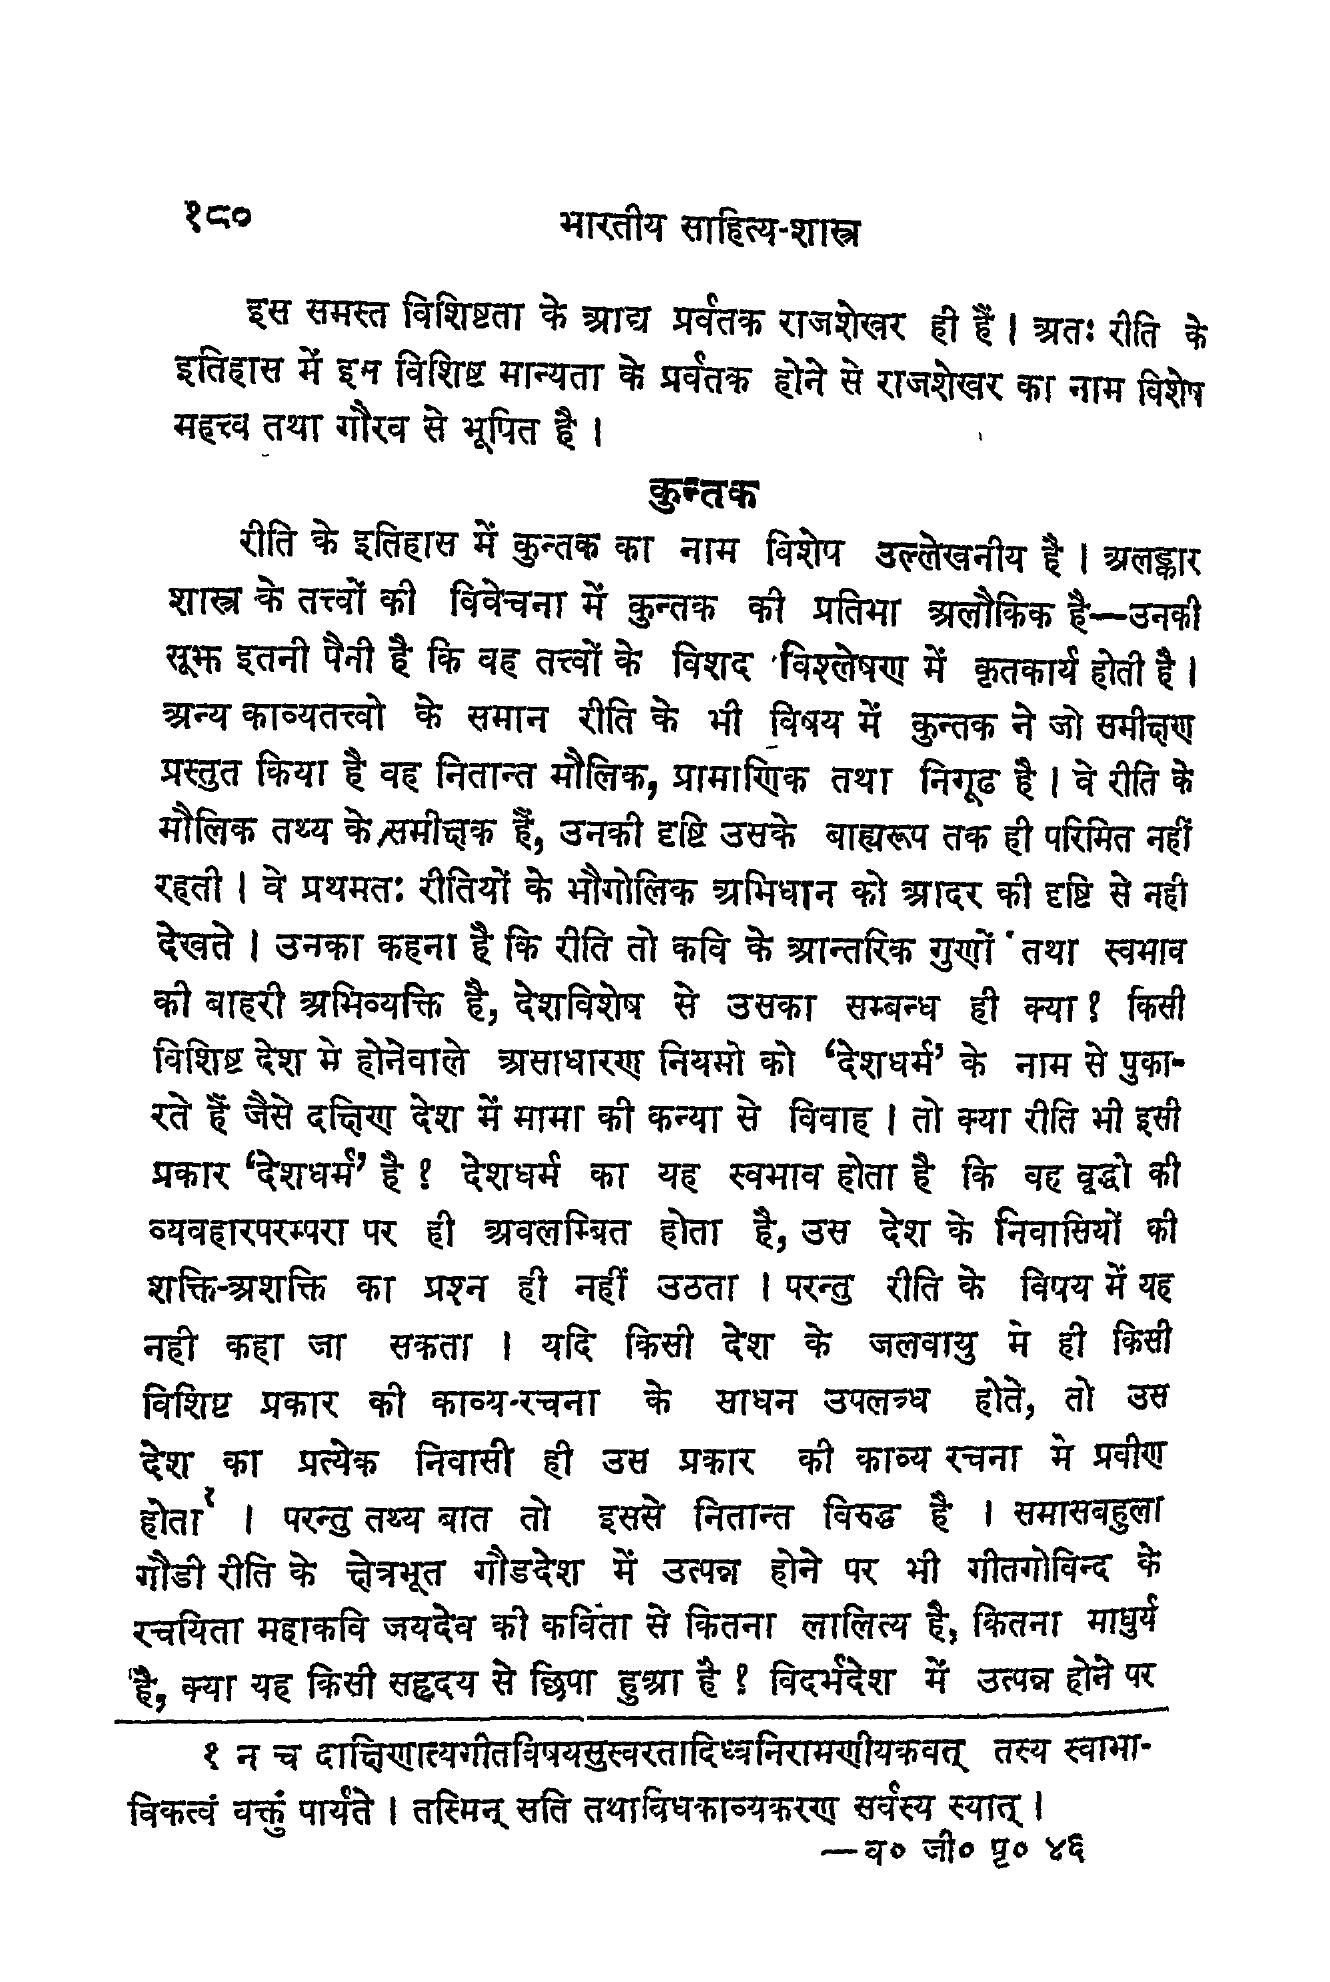 १८०
भारतीय साहित्य-शास्त्र
इस समस्त विशिष्टता के आद्य प्रर्वतक राजशेखर ही हैं । अतः रीति के
इतिहास में इस विशिष्ट मान्यता के प्रर्वतक होने से राजशेखर का नाम विशेष
महत्त्व तथा गौरव से भूषित है ।
कुन्तक
रीति के इतिहास में कुन्तक का नाम विशेष उल्लेखनीय है । अलङ्कार
शास्त्र के तत्त्वों की विवेचना में कुन्तक की प्रतिभा अलौकिक है—उनकी
सूझ इतनी पैनी है कि वह तत्त्वों के विशद विश्लेषण में कृतकार्य होती है ।
अन्य काव्यतत्त्वो के समान रीति के भी विषय में कुन्तक ने जो समीक्षण
प्रस्तुत किया है वह नितान्त मौलिक, प्रामाणिक तथा निगूढ है । वे रीति के
मौलिक तथ्य के समीक्षक हैं, उनकी दृष्टि उसके बाह्यरूप तक ही परिमित नहीं
रहती । वे प्रथमतः रीतियों के भौगोलिक अभिधान को आदर की दृष्टि से नही
देखते । उनका कहना है कि रीति तो कवि के आन्तरिक गुणों तथा स्वभाव
की बाहरी अभिव्यक्ति है, देशविशेष से उसका सम्बन्ध ही क्या ? किसी
विशिष्ट देश मे होनेवाले असाधारण नियमो को ‘देशधर्म’ के नाम से पुका-
रते हैं जैसे दक्षिण देश में मामा की कन्या से विवाह । तो क्या रीति भी इसी
प्रकार ‘देशधर्म’ है ? देशधर्म का यह स्वभाव होता है कि वह वृद्धो की
व्यवहारपरम्परा पर ही अवलम्बित होता है, उस देश के निवासियों की
शक्ति-अशक्ति का प्रश्न ही नहीं उठता । परन्तु रीति के विषय में यह
नही कहा जा सकता । यदि किसी देश के जलवायु मे ही किसी
विशिष्ट प्रकार की काव्य-रचना के साधन उपलब्ध होते, तो उस
देश का प्रत्येक निवासी ही उस प्रकार की काव्य रचना मे प्रवीण
होता१ । परन्तु तथ्य बात तो इससे नितान्त विरुद्ध है । समासबहुला
गौडी रीति के क्षेत्रभूत गौडदेश में उत्पन्न होने पर भी गीतगोविन्द के
रचयिता महाकवि जयदेव की कविता से कितना लालित्य है, कितना माधुर्य
है, क्या यह किसी सहृदय से छिपा हुआ है ? विदर्भदेश में उत्पन्न होने पर
१ न च दाक्षिणात्यगीतविषयसुस्वरतादिध्वनिरामणीयकवत् तस्य स्वाभा-
विकत्वं वक्तुं पार्यते । तस्मिन् सति तथाविधकाव्यकरण सर्वस्य स्यात् ।
—व० जी० पृ० ४६